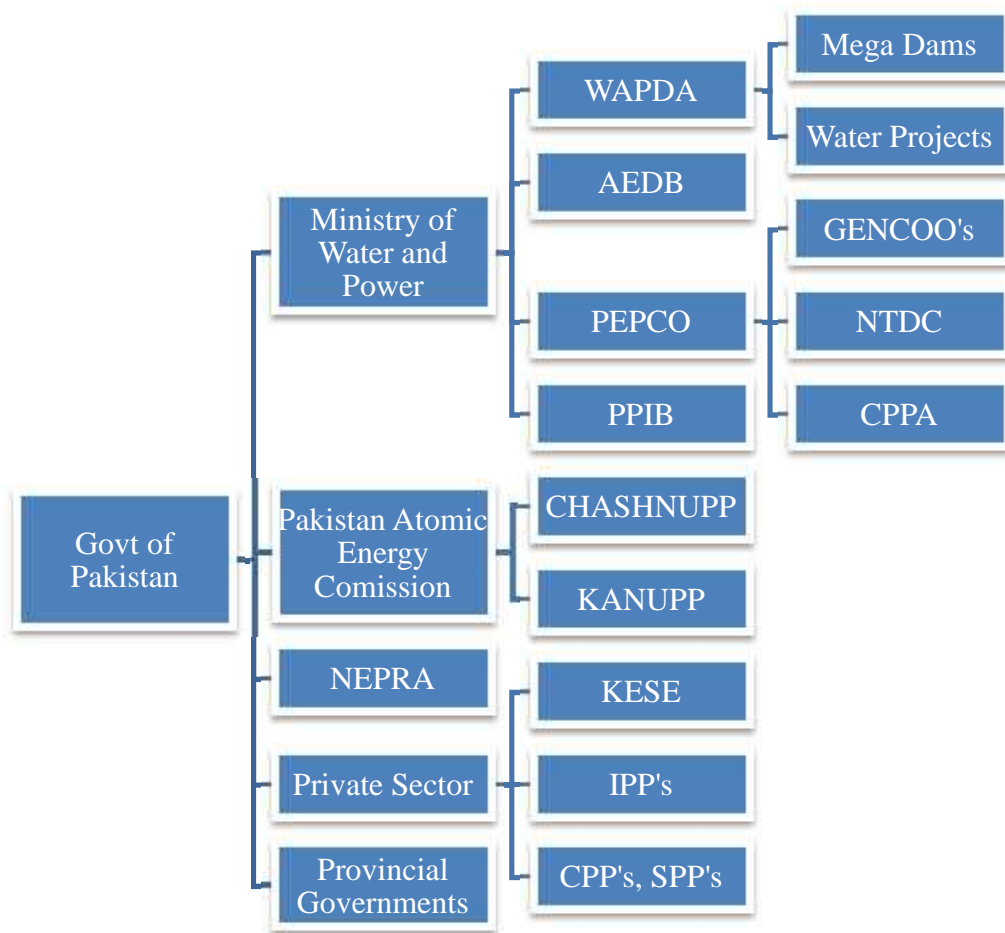 Mega Dams
WAPDA
Water Projects
AEDB
Ministry of
Water and
Power
GENCOO's
PEPCO
NTDC
PPIB
CPPA
Govt of
Pakistan
Pakistan Atomic
Energy
Comission
CHASHNUPP
KANUPP
NEPRA
KESE
Private Sector
IPP's
CPP's, SPP's
Provincial
Governments